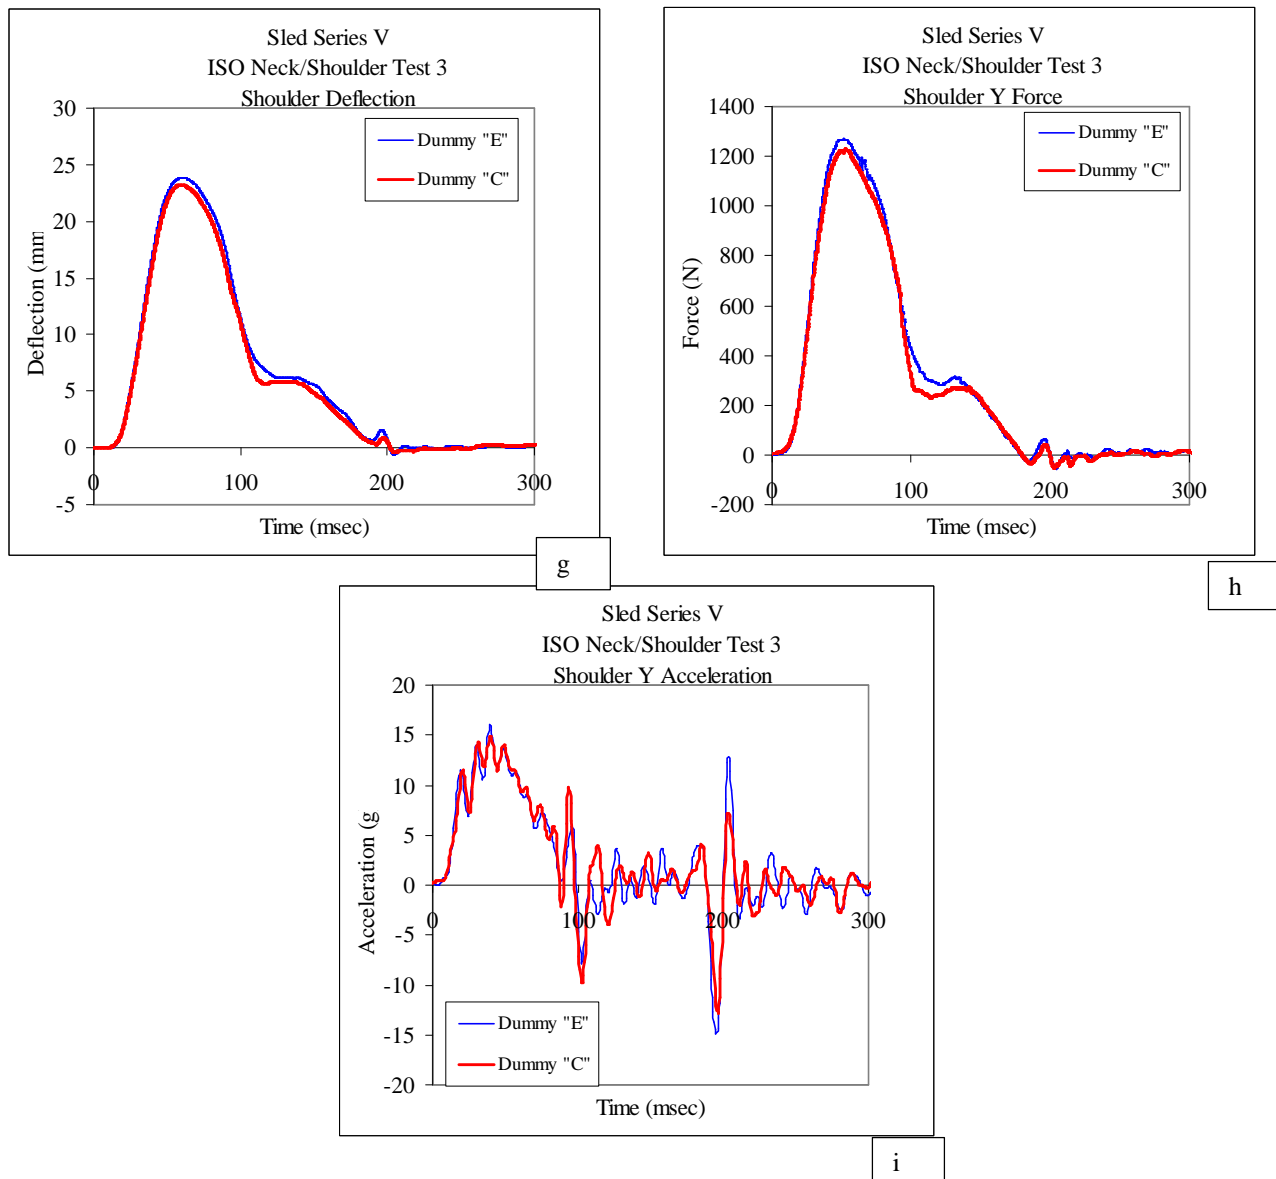 Sled Series V
ISO Neck/Shoulder Test 3
Shoulder Deflection
30
25
20
15
10
5
0
-5
0
100
200
300
Deflection (mm
Time (msec)
Dummy "E"
Dummy "C"
g
Sled Series V
ISO Neck/Shoulder Test 3
Shoulder Y Force
1400
1200
1000
800
600
400
200
0
-200
0
100
200
300
Force (N)
Time (msec)
Dummy "E"
Dummy "C"
h
Sled Series V
ISO Neck/Shoulder Test 3
Shoulder Y Acceleration
20
15
10
5
0
-5
-10
-15
-20
0
100
200
300
Acceleration (g
Time (msec)
Dummy "E"
Dummy "C"
i